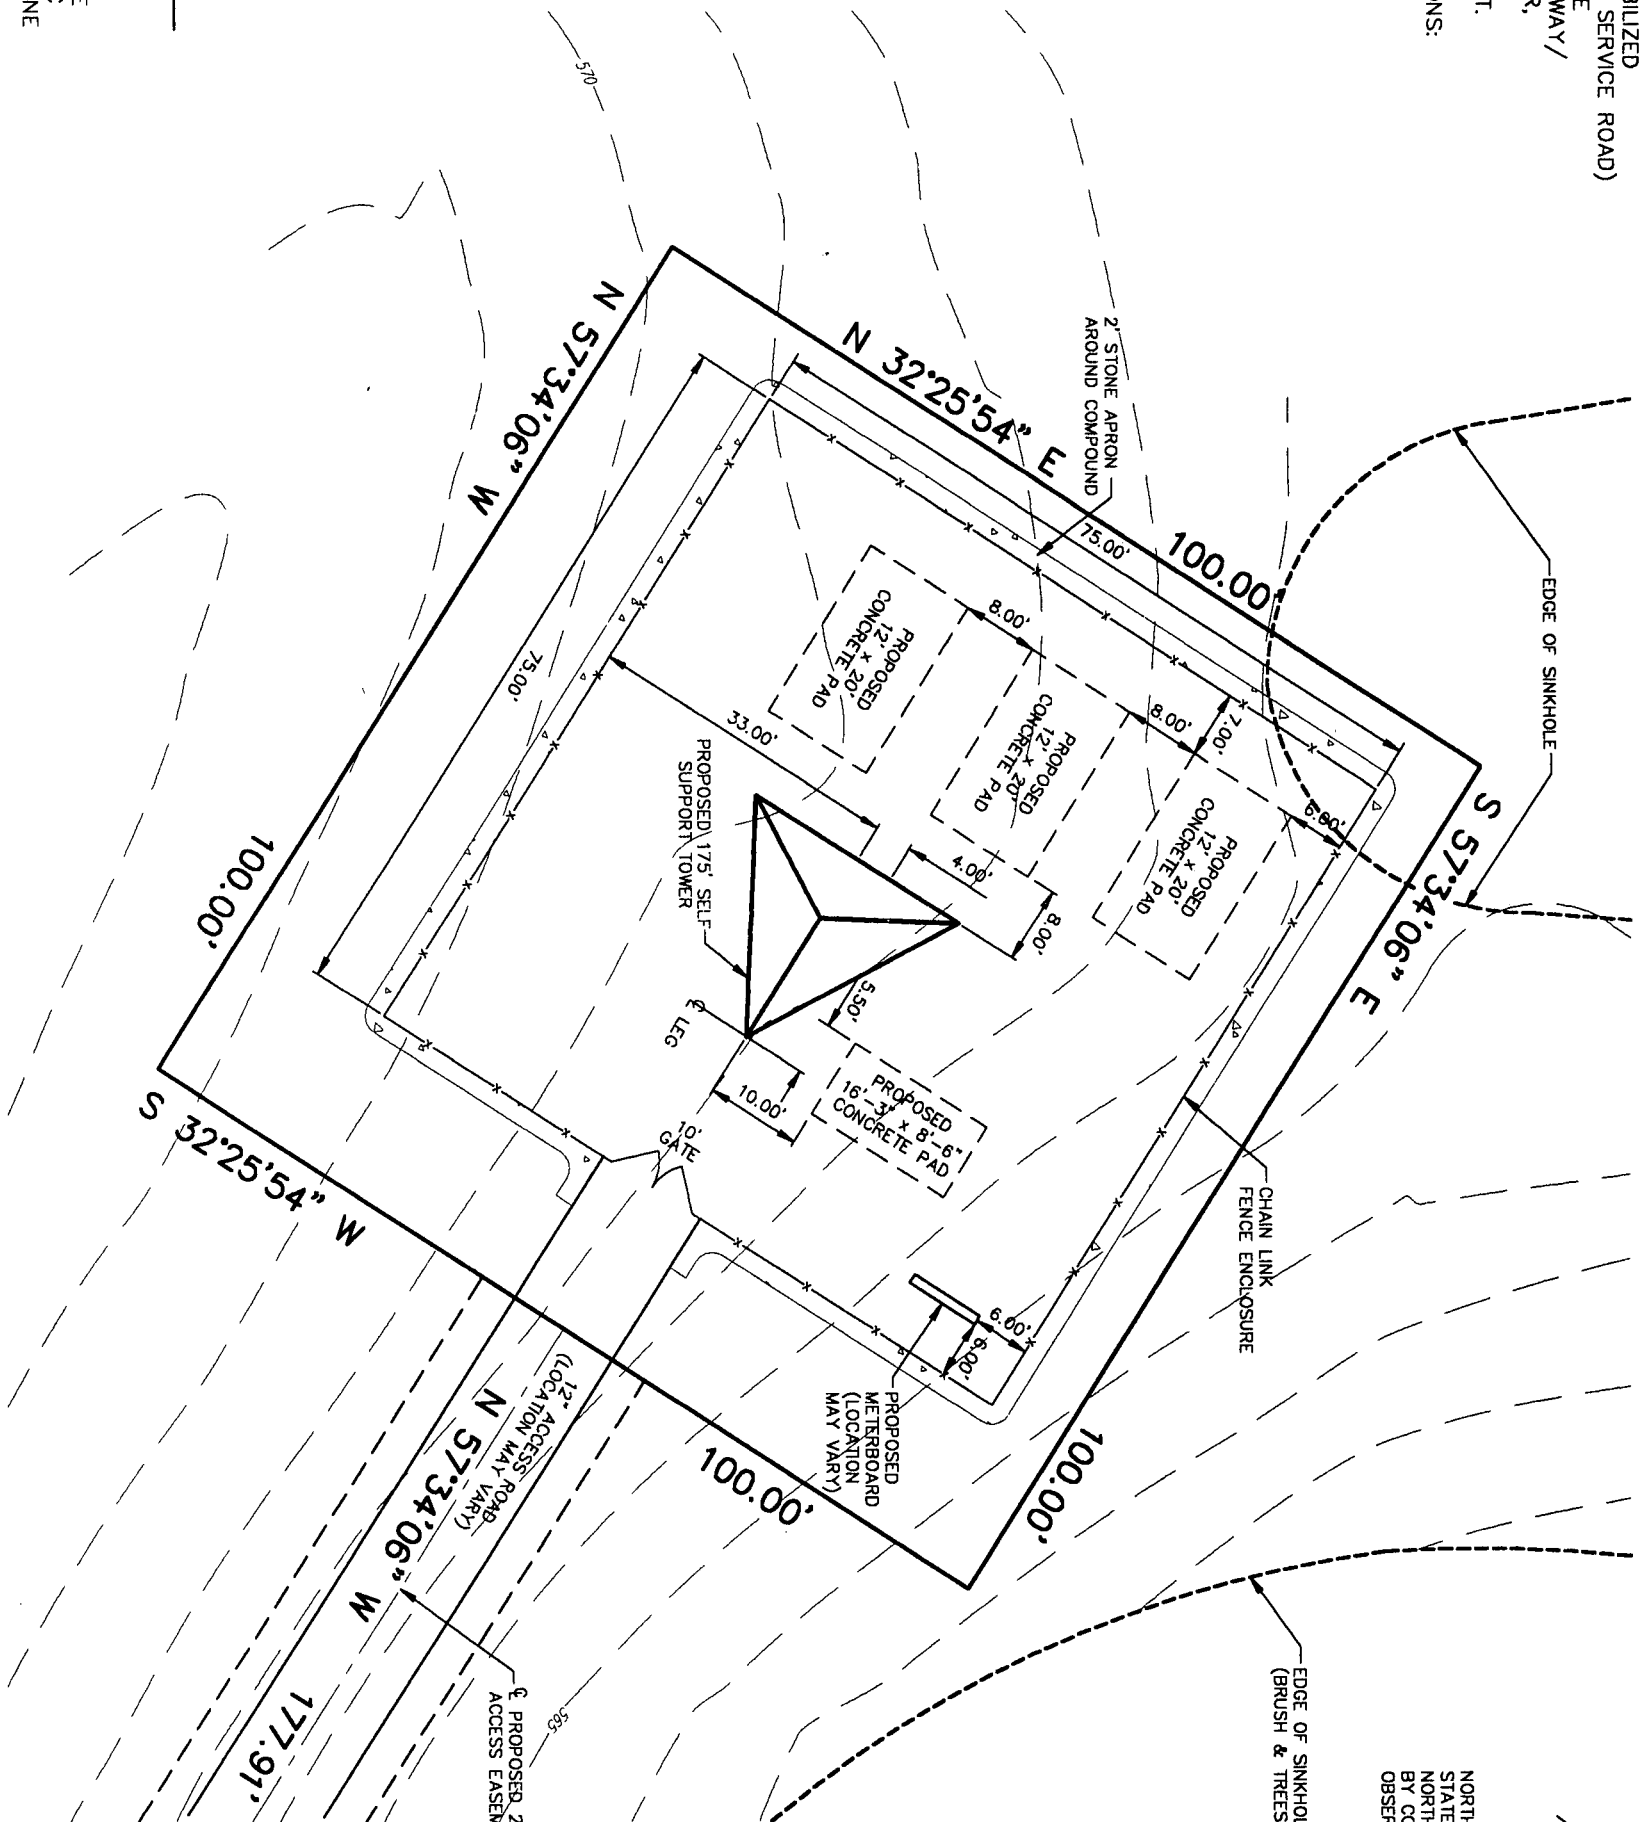 BILIZED
SERVICE ROAD)
WAY/
T.
ONS:
NE
570
N 57°34'06" W
100.00'
N 32°25'54" E
100.00'
S 57°34'06" E
100.00'
S 32°25'54" W
100.00'
2' STONE APRON
AROUND COMPOUND
EDGE OF SINKHOLE
75.00'
75.00'
PROPOSED
12' x 20'
CONCRETE PAD
8.00'
PROPOSED
12' x 20'
CONCRETE PAD
8.00'
7.00'
PROPOSED
12' x 20'
CONCRETE PAD
6.00'
33.00'
PROPOSED 175' SELF
SUPPORT TOWER
4.00'
8.00'
5.50'
℄ LEG
10.00'
10'
GATE
PROPOSED
16'-3" x 8'-6"
CONCRETE PAD
CHAIN LINK
FENCE ENCLOSURE
6.00'
6.00'
PROPOSED
METERBOARD
(LOCATION
MAY VARY)
12" ACCESS ROAD
(LOCATION MAY VARY)
N 57°34'06" W
177.91'
℄ PROPOSED 2
ACCESS EASEM
565
EDGE OF SINKHOL
(BRUSH & TREES
NORTH
STATE
NORTH
BY CO
OBSER